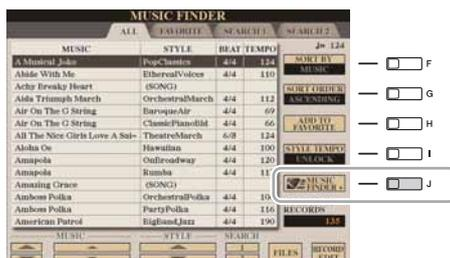 MUSIC FINDER
ALL FAVORITE SEARCH 1 SEARCH 2
MUSIC STYLE BEAT TEMPO
♩= 124
A Musical Joke PopClassics 4/4 124
SORT BY
MUSIC
F
Abide With Me EtherealVoices 4/4 110
Achy Breaky Heart (SONG)
SORT ORDER
ASCENDING
G
Aida Triumph March OrchestralMarch 4/4 112
Air On The G String BaroqueAir 4/4 69
Air On The G String ClassicPianoBld 4/4 66
ADD TO
FAVORITE
H
All The Nice Girls Love A Sai~ TheatreMarch 6/8 124
Aloha Oe Hawaiian 4/4 100
STYLE TEMPO
UNLOCK
I
Amapola OnBroadway 4/4 120
Amapola Rumba 4/4
Amazing Grace (SONG)
MUSIC
FINDER +
J
Amboss Polka OrchestralPolka 4/4
Amboss Polka PartyPolka 4/4 116
RECORDS
135
American Patrol BigBandJazz 4/4 190
MUSIC STYLE SEARCH
1
2
FILES
RECORD
EDIT